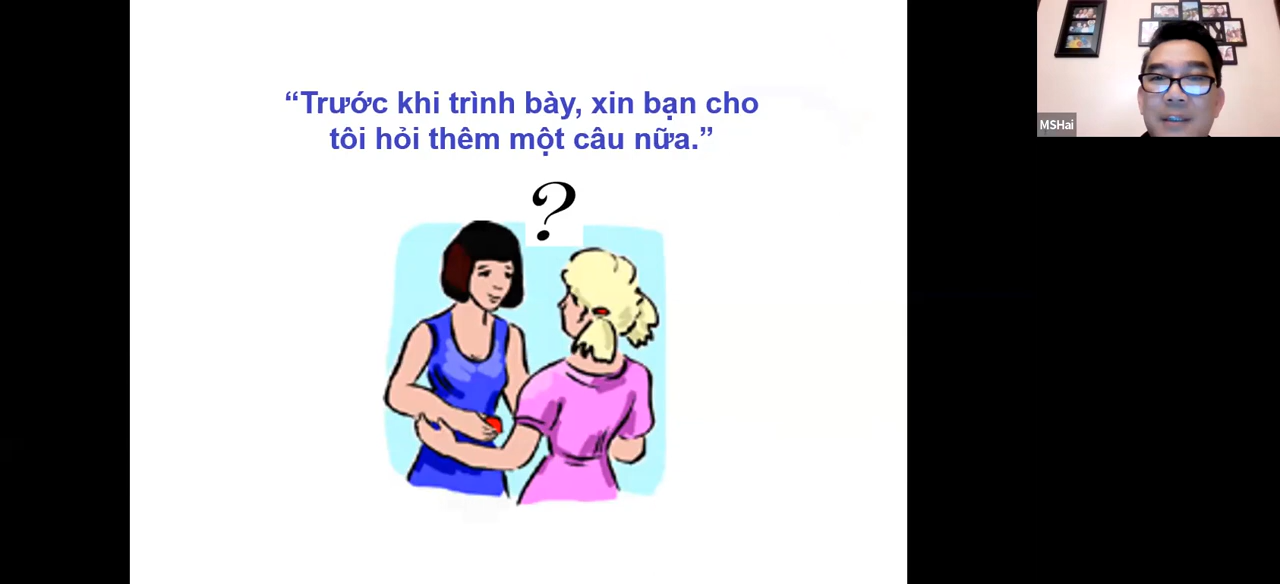 “Trước khi trình bày, xin bạn cho
tôi hỏi thêm một câu nữa.”
?
MSHai